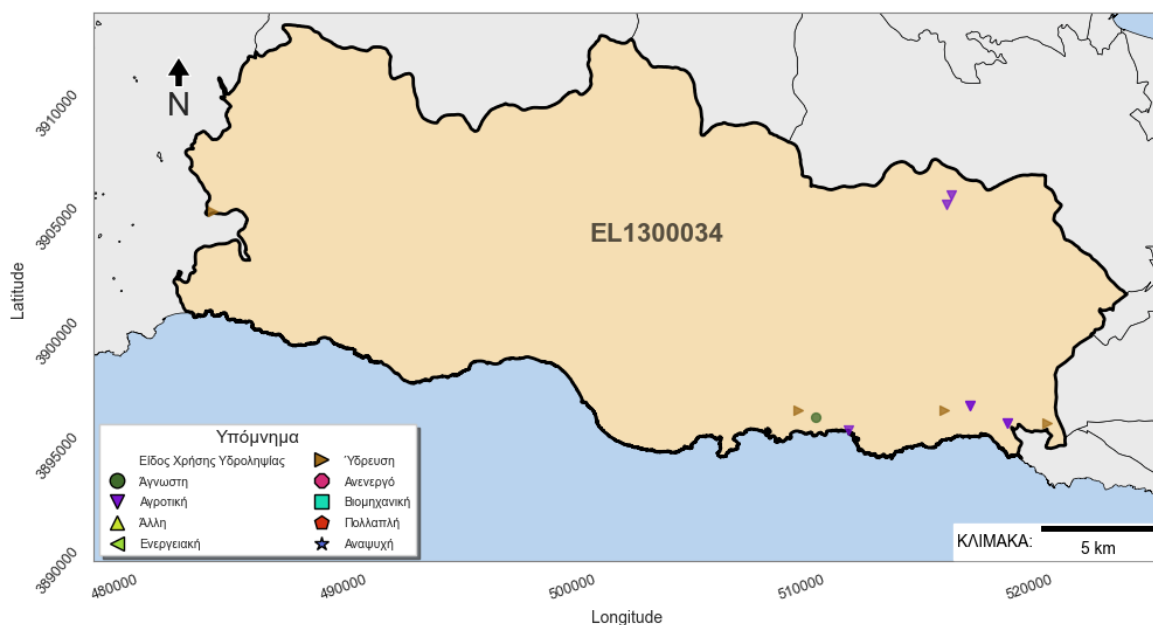 N
EL1300034
3910000
3905000
3900000
3895000
3890000
Latitude
480000
490000
500000
510000
520000
Longitude
Υπόμνημα
Είδος Χρήσης Υδροληψίας
Άγνωστη
Αγροτική
Άλλη
Ενεργειακή
Ύδρευση
Ανενεργό
Βιομηχανική
Πολλαπλή
Αναψυχή
ΚΛΙΜΑΚΑ:
5 km